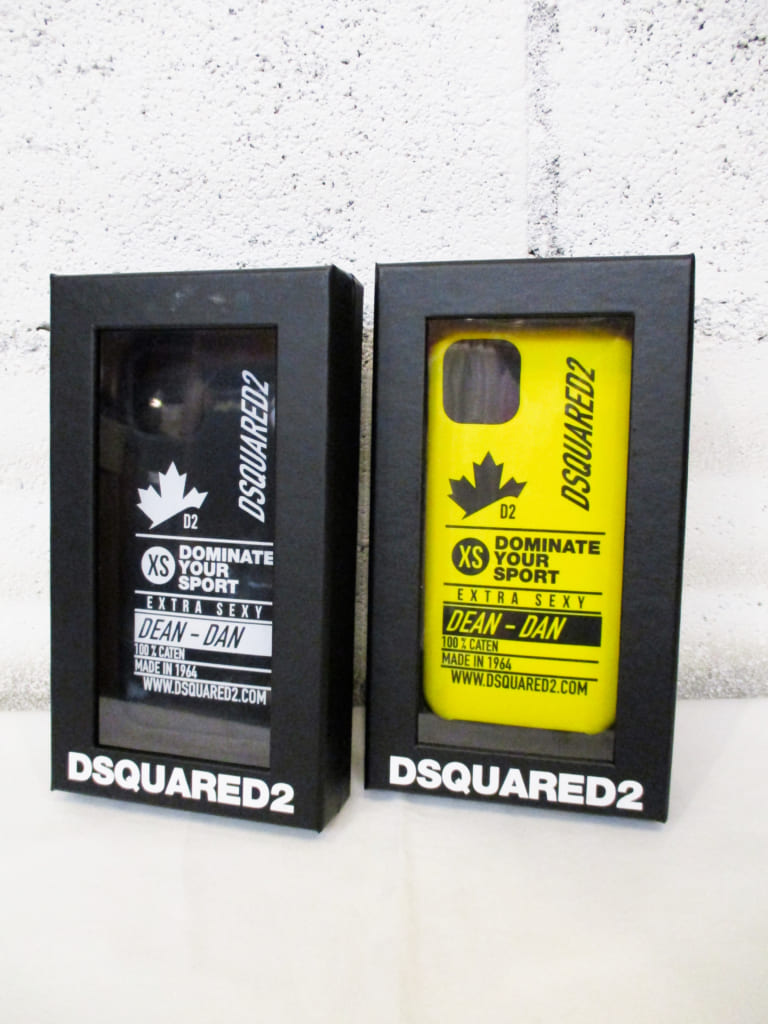 DSQUARED2
D2
XS
DOMINATE
YOUR
SPORT
EXTRA SEXY
DEAN - DAN
100 % CATEN
MADE IN 1964
WWW.DSQUARED2.COM
DSQUARED2
DSQUARED2
D2
XS
DOMINATE
YOUR
SPORT
EXTRA SEXY
DEAN - DAN
100 % CATEN
MADE IN 1964
WWW.DSQUARED2.COM
DSQUARED2